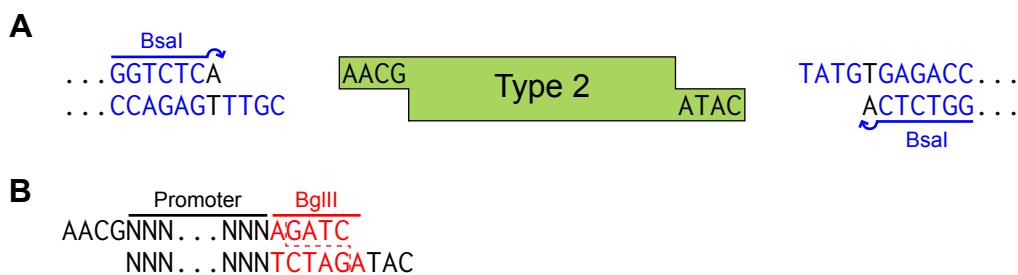 A
BsaI
...GGTCTCA AACG Type 2 TATGTGAGACC...
...CCAGAGTTTGC ATAC ACTCTGG...
BsaI
B
Promoter BglII
AACGNNN...NNNAGATC
NNN...NNNTCTAGATAC